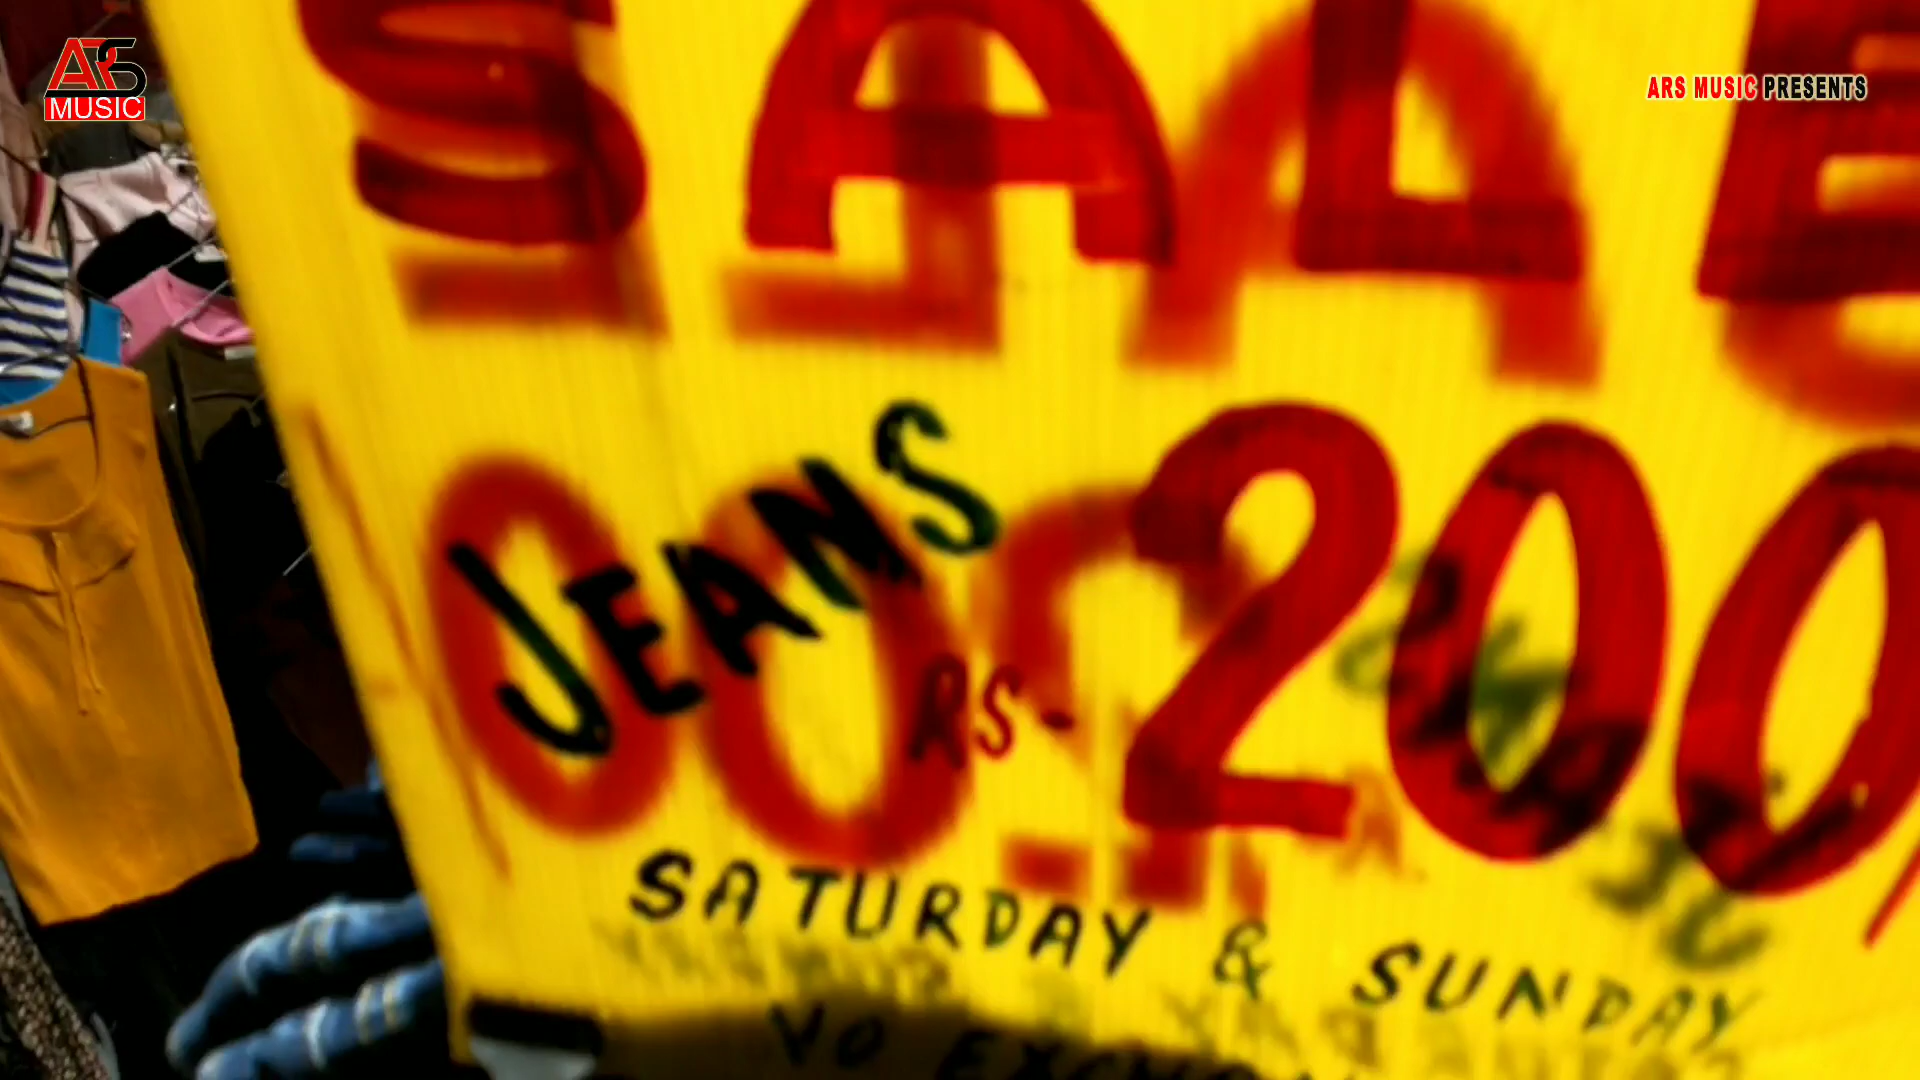 ARS
MUSIC
ARS MUSIC PRESENTS
SALE
JEANS
RS-200/
SATURDAY & SUNDAY